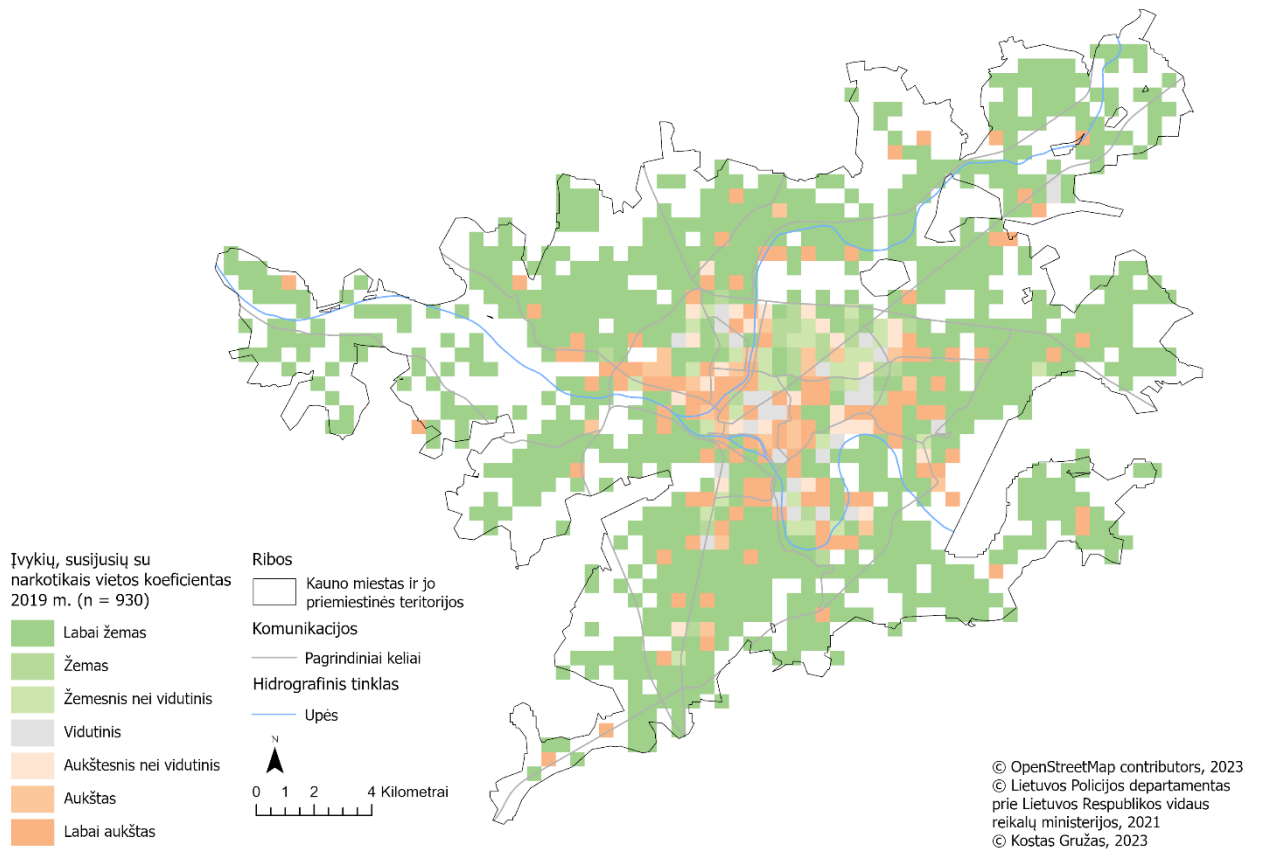 Įvykių, susijusių su
narkotikais vietos koeficientas
2019 m. (n = 930)
Labai žemas
Žemas
Žemesnis nei vidutinis
Vidutinis
Aukštesnis nei vidutinis
Aukštas
Labai aukštas
Ribos
Kauno miestas ir jo
priemiestinės teritorijos
Komunikacijos
Pagrindiniai keliai
Hidrografinis tinklas
Upės
N
0 1 2 4 Kilometrai
© OpenStreetMap contributors, 2023
© Lietuvos Policijos departamentas
prie Lietuvos Respublikos vidaus
reikalų ministerijos, 2021
© Kostas Gružas, 2023